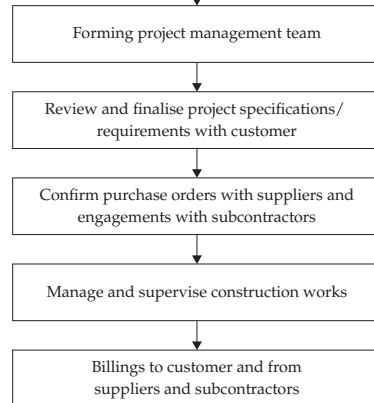 Forming project management team
Review and finalise project specifications/
requirements with customer
Confirm purchase orders with suppliers and
engagements with subcontractors
Manage and supervise construction works
Billings to customer and from
suppliers and subcontractors